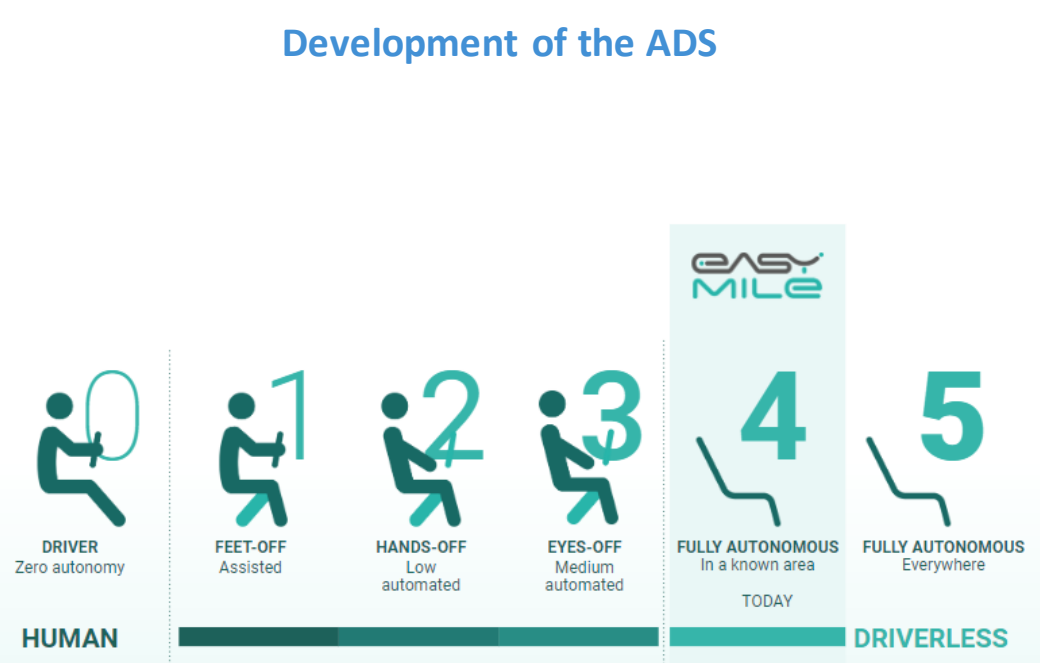 Development of the ADS
easy
MILe
0
1
2
3
4
5
DRIVER
Zero autonomy
FEET-OFF
Assisted
HANDS-OFF
Low
automated
EYES-OFF
Medium
automated
FULLY AUTONOMOUS
In a known area
TODAY
FULLY AUTONOMOUS
Everywhere
HUMAN
DRIVERLESS